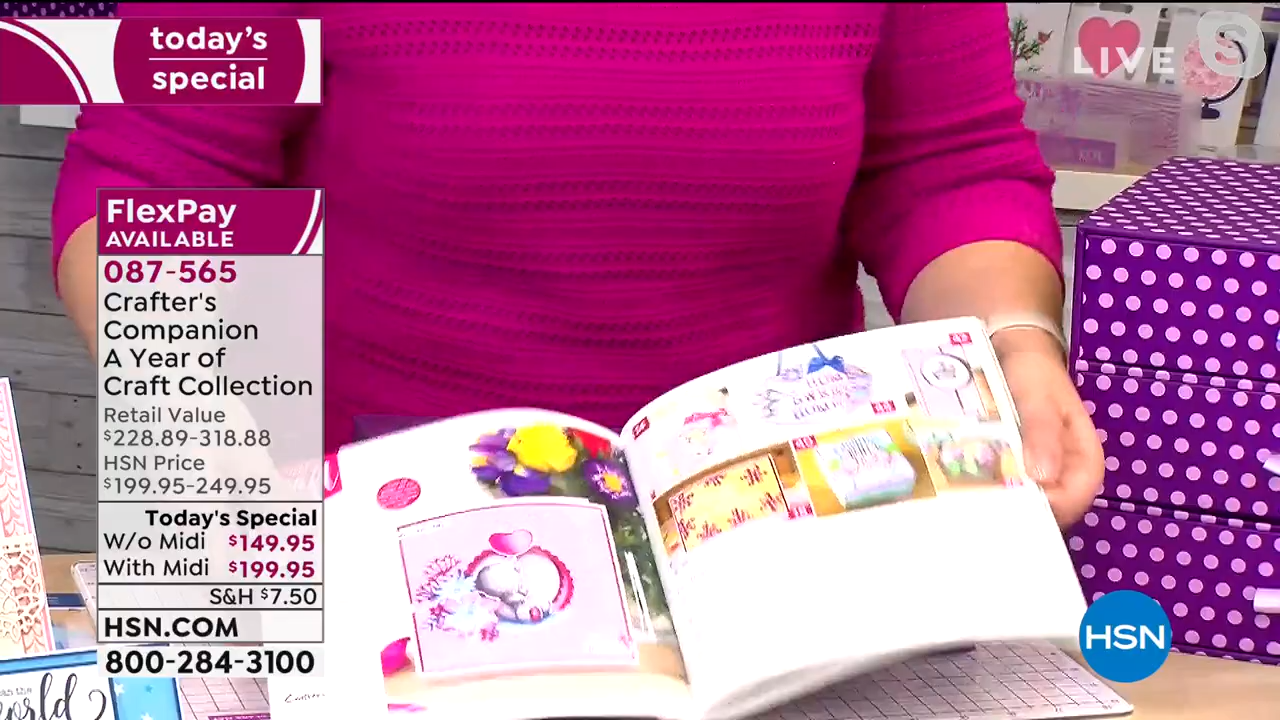 today's
special
LIVE
FlexPay
AVAILABLE
087-565
Crafter's
Companion
A Year of
Craft Collection
Retail Value
$228.89-318.88
HSN Price
$199.95-249.95
Today's Special
W/o Midi $149.95
With Midi $199.95
S&H $7.50
HSN.COM
800-284-3100
HSN
world